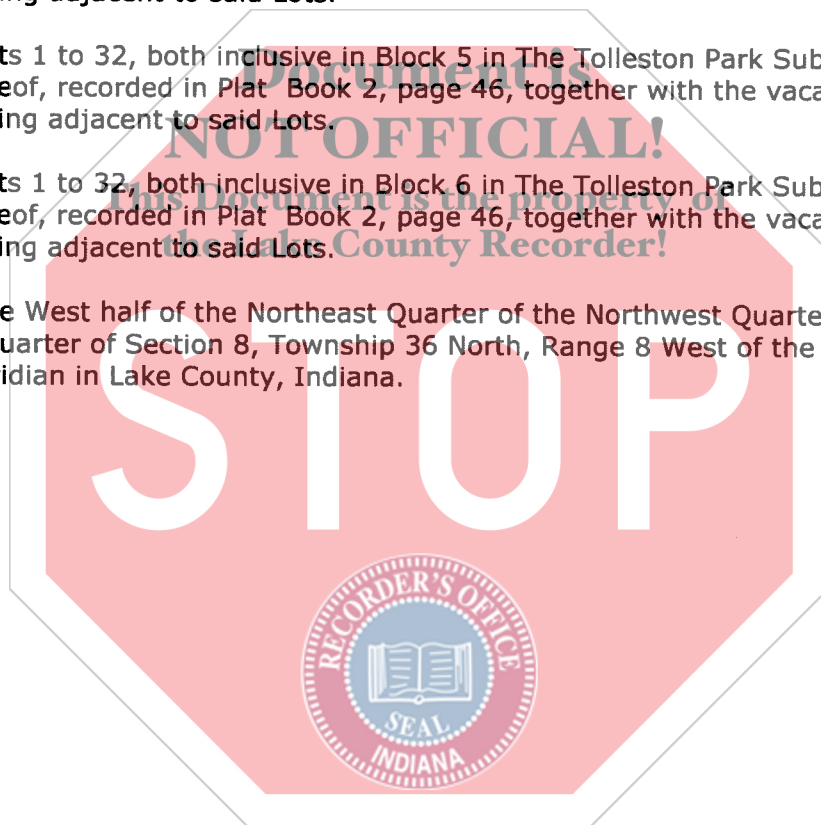 ing adjacent to said Lots.
ts 1 to 32, both inclusive in Block 5 in The Tolleston Park Sub
eof, recorded in Plat Book 2, page 46, together with the vaca
ing adjacent to said Lots.
ts 1 to 32, both inclusive in Block 6 in The Tolleston Park Sub
eof, recorded in Plat Book 2, page 46, together with the vaca
ing adjacent to said Lots.
e West half of the Northeast Quarter of the Northwest Quarte
uarter of Section 8, Township 36 North, Range 8 West of the
idian in Lake County, Indiana.
Document is
NOT OFFICIAL!
This Document is the property of
the Lake County Recorder!
STOP
RECORDER'S OFFICE
SEAL
INDIANA